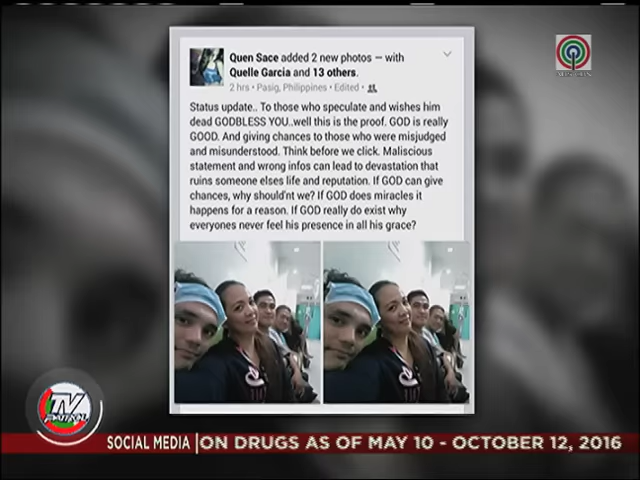 Quen Sace added 2 new photos — with
Quelle Garcia and 13 others.
2 hrs • Pasig, Philippines • Edited •
Status update.. To those who speculate and wishes him
dead GODBLESS YOU..well this is the proof. GOD is really
GOOD. And giving chances to those who were misjudged
and misunderstood. Think before we click. Maliscious
statement and wrong infos can lead to devastation that
ruins someone elses life and reputation. If GOD can give
chances, why should'nt we? If GOD does miracles it
happens for a reason. If GOD really do exist why
everyones never feel his presence in all his grace?
TV
PATROL
SOCIAL MEDIA ON DRUGS AS OF MAY 10 - OCTOBER 12, 2016